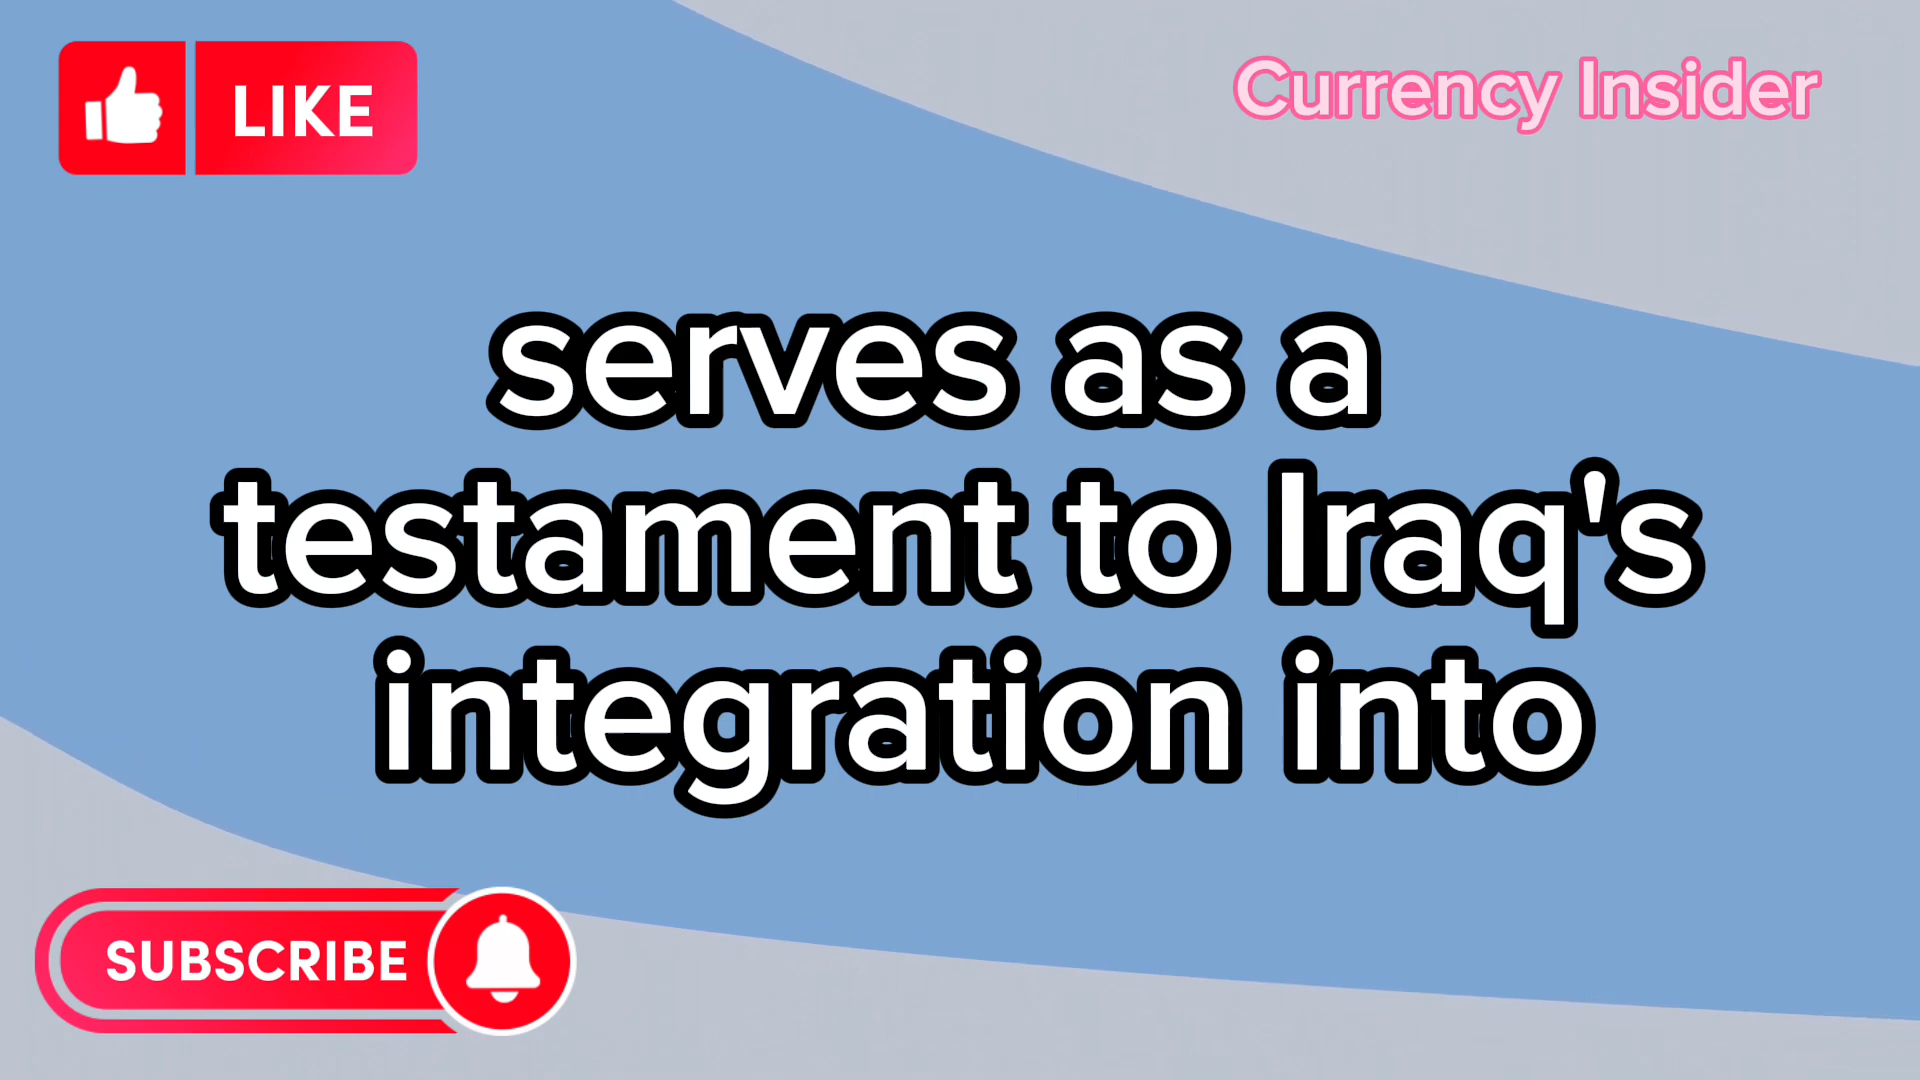 LIKE
Currency Insider
serves as a
testament to Iraq's
integration into
SUBSCRIBE